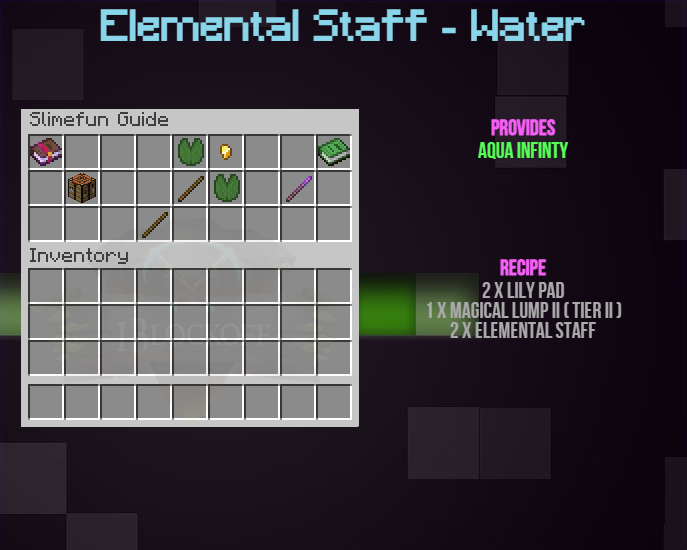 Elemental Staff - Water
Slimefun Guide
PROVIDES
AQUA INFINTY
Inventory
RECIPE
2 X LILY PAD
1 X MAGICAL LUMP II ( TIER II )
2 X ELEMENTAL STAFF
IBLOCKOFF